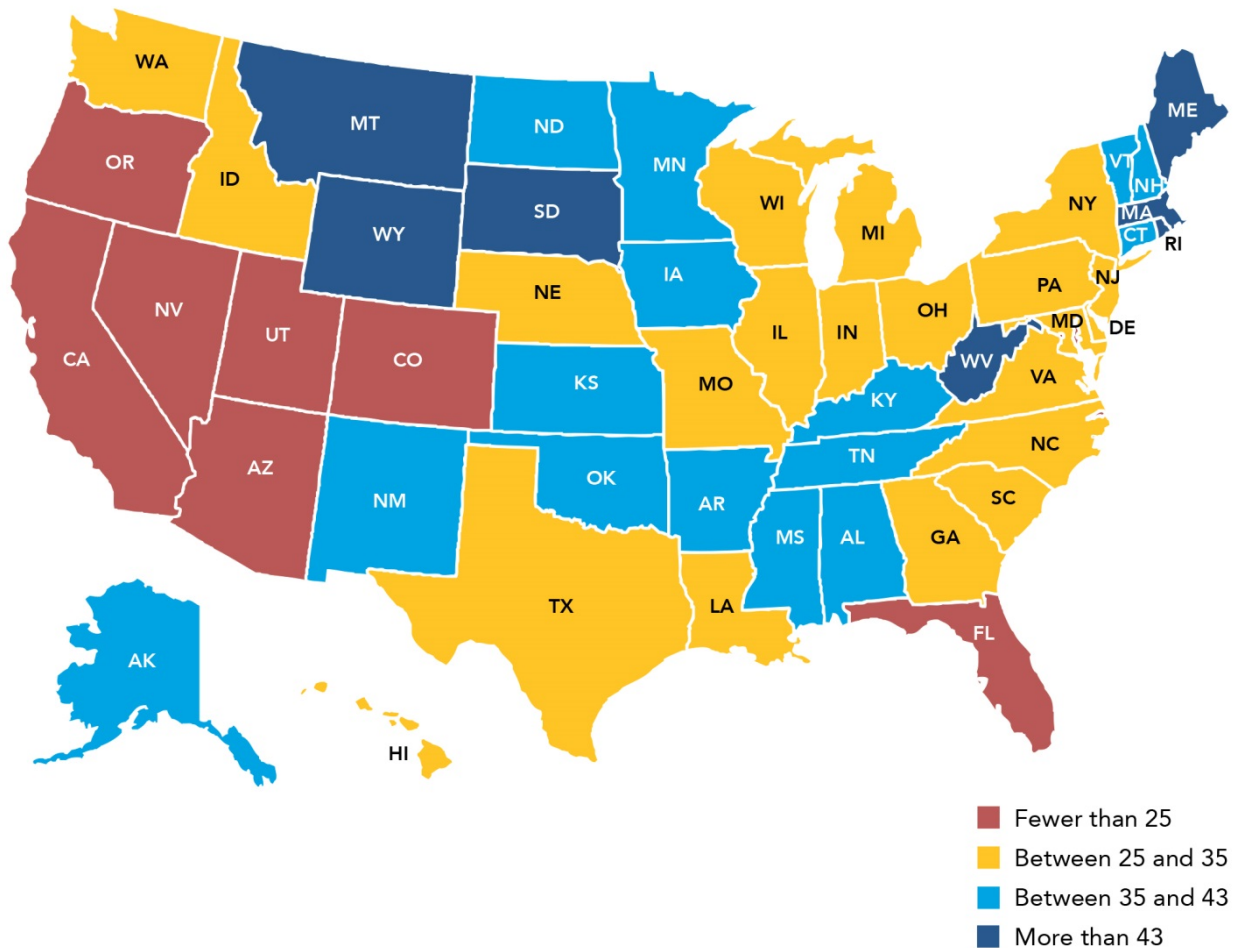 WA
MT
ND
MN
ME
OR
ID
VT
NH
SD
WI
NY
MA
WY
MI
CT
RI
IA
NE
PA
NJ
NV
UT
CO
IL
IN
OH
MD
DE
CA
KS
MO
WV
VA
KY
AZ
NM
OK
AR
TN
NC
SC
MS
AL
GA
TX
LA
FL
AK
HI
Fewer than 25
Between 25 and 35
Between 35 and 43
More than 43